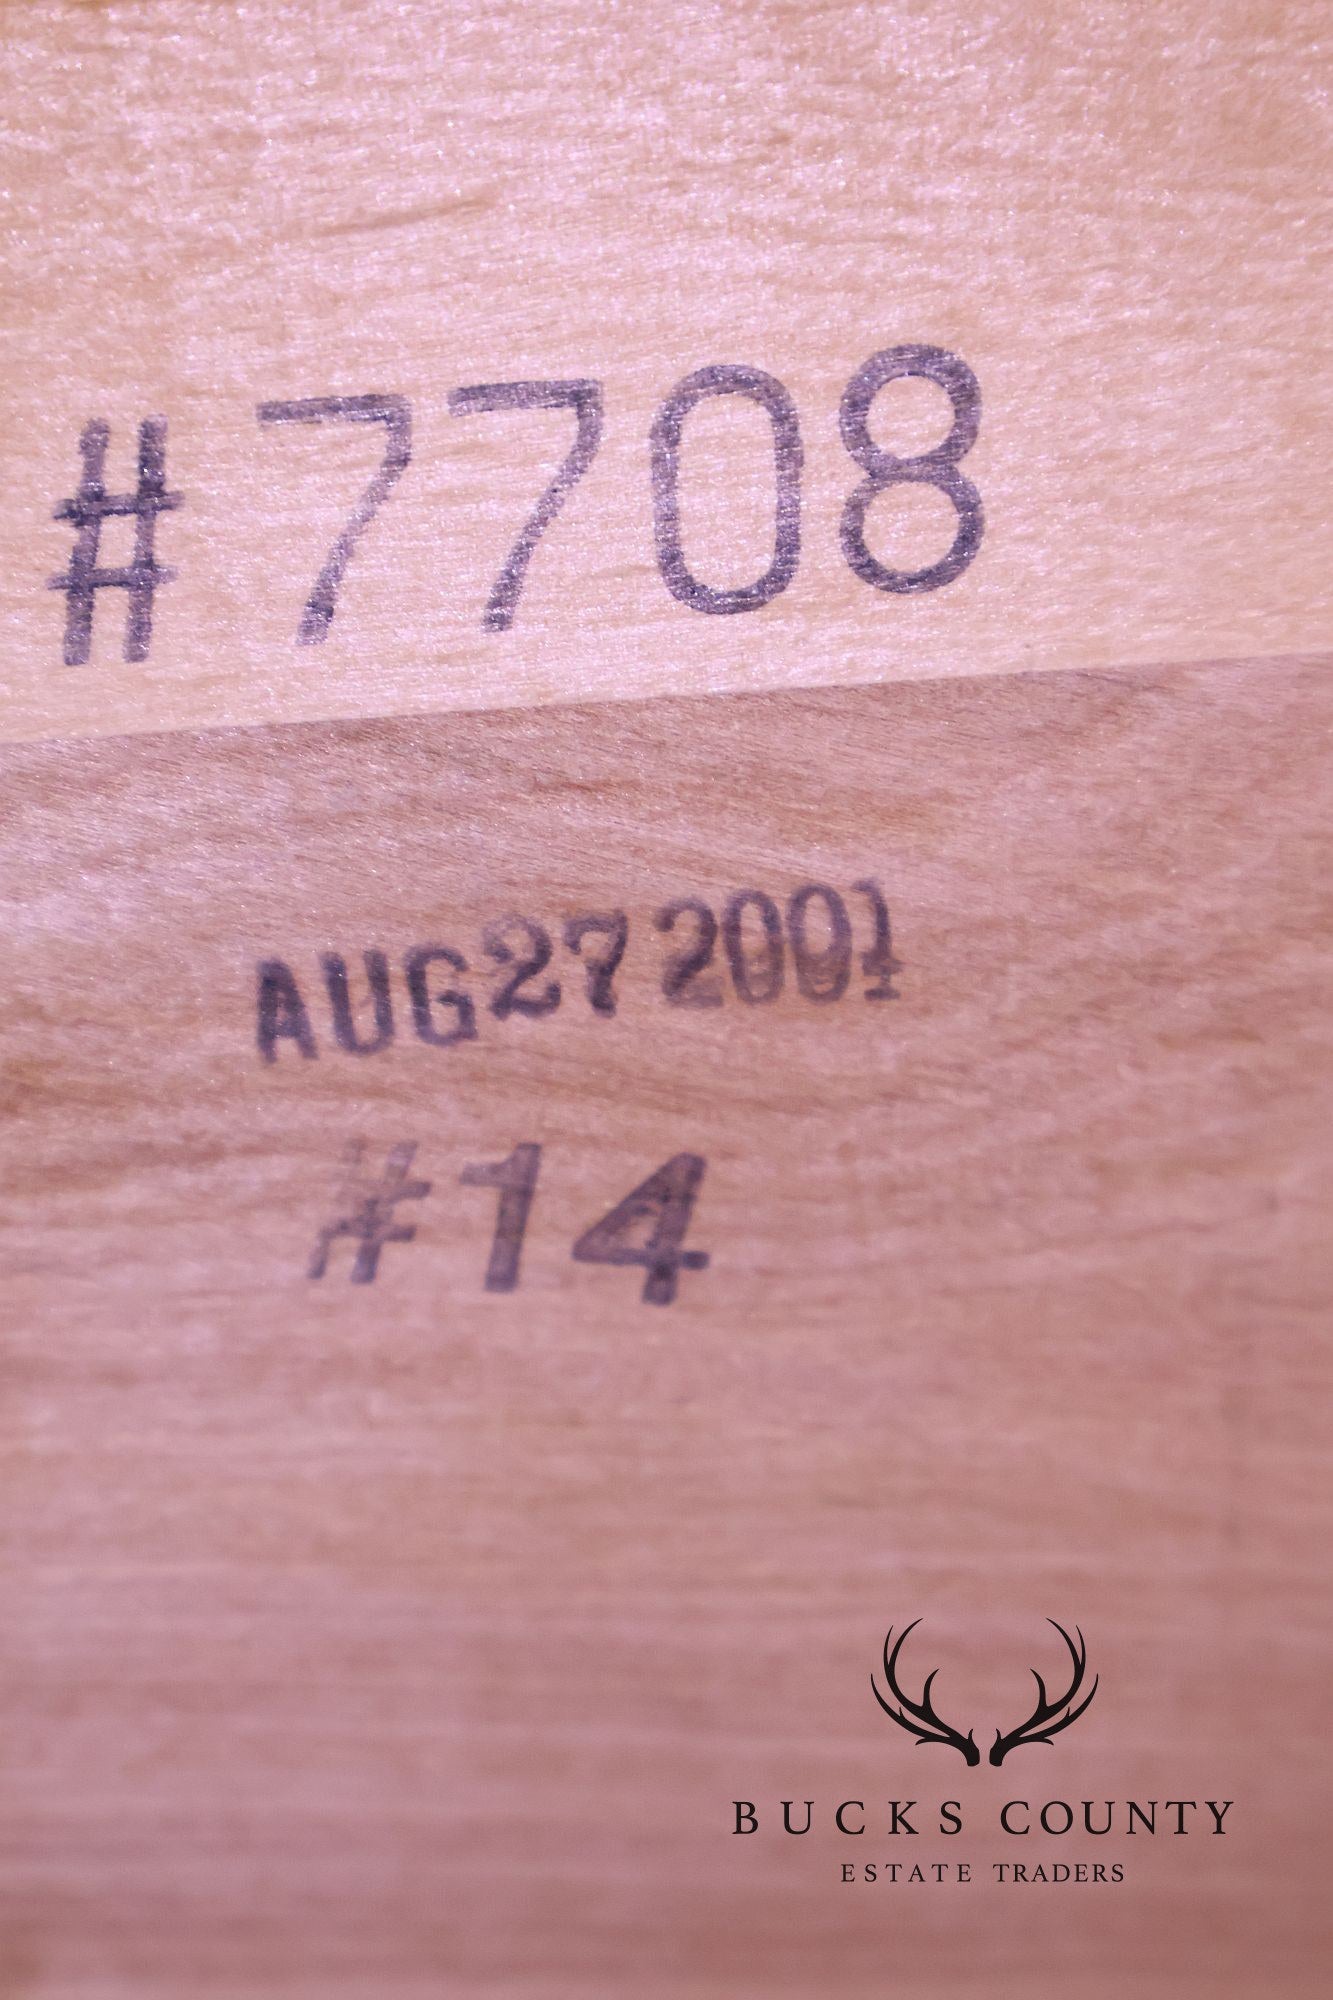 #7708
AUG 27 2001
#14
BUCKS COUNTY
ESTATE TRADERS